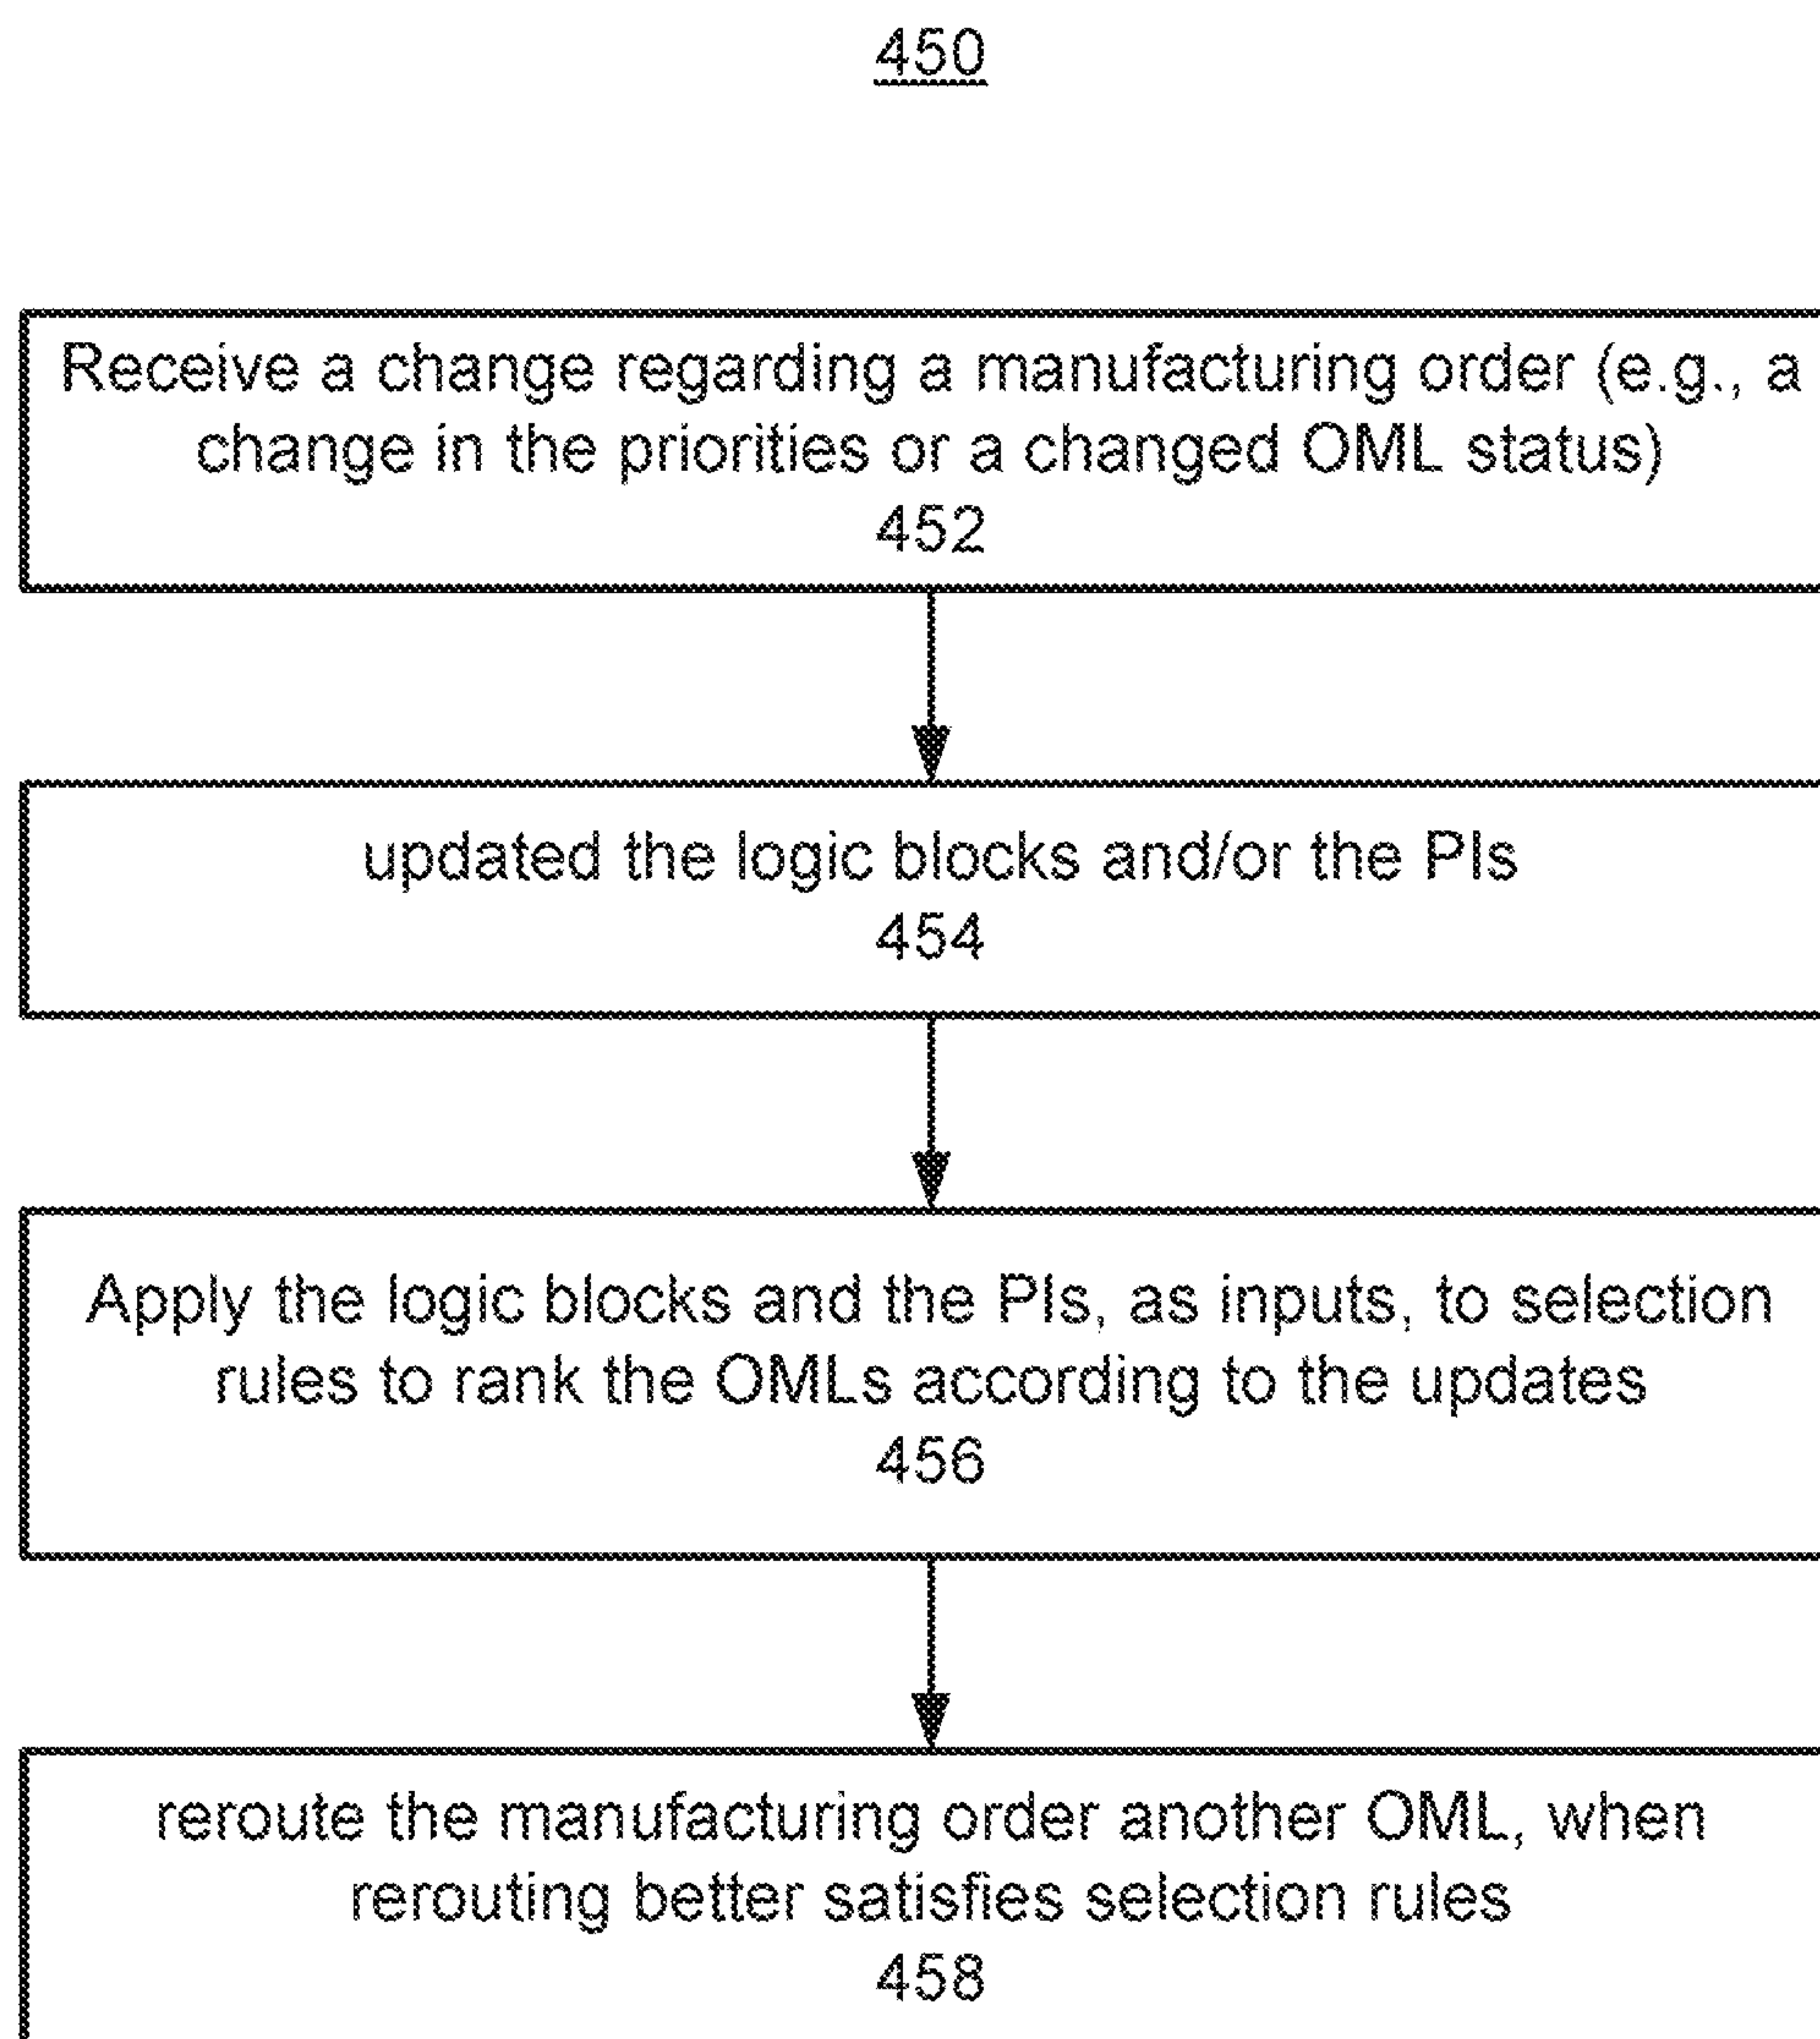 450
Receive a change regarding a manufacturing order (e.g., a
change in the priorities or a changed OML status)
452
updated the logic blocks and/or the PIs
454
Apply the logic blocks and the PIs, as inputs, to selection
rules to rank the OMLs according to the updates
456
reroute the manufacturing order another OML, when
rerouting better satisfies selection rules
458